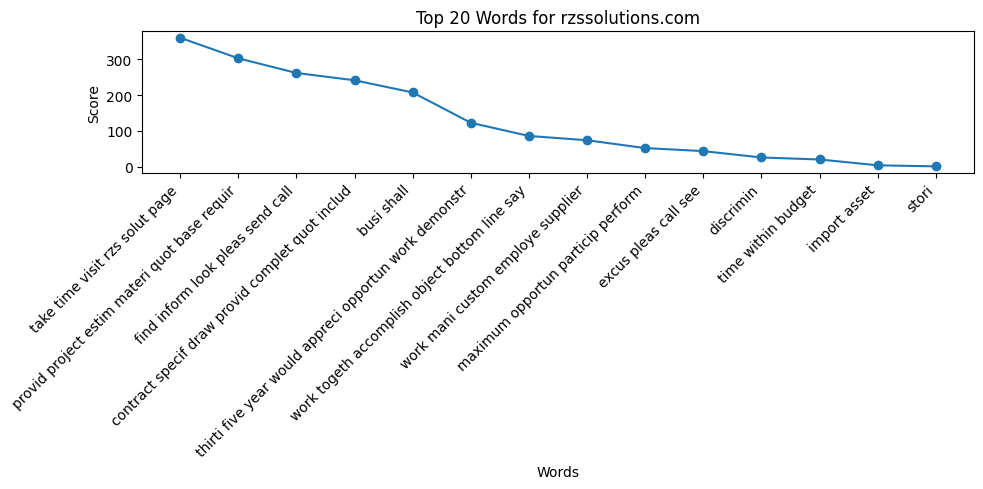 Top 20 Words for rzssolutions.com
Score
300
200
100
0
take time visit rzs solut page
provid project estim materi quot base requir
find inform look pleas send call
contract specif draw provid complet quot includ
busi shall
thirti five year would appreci opportun work demonstr
work togeth accomplish object bottom line say
work mani custom employe supplier
maximum opportun particip perform
excus pleas call see
discrimin
time within budget
import asset
stori
Words